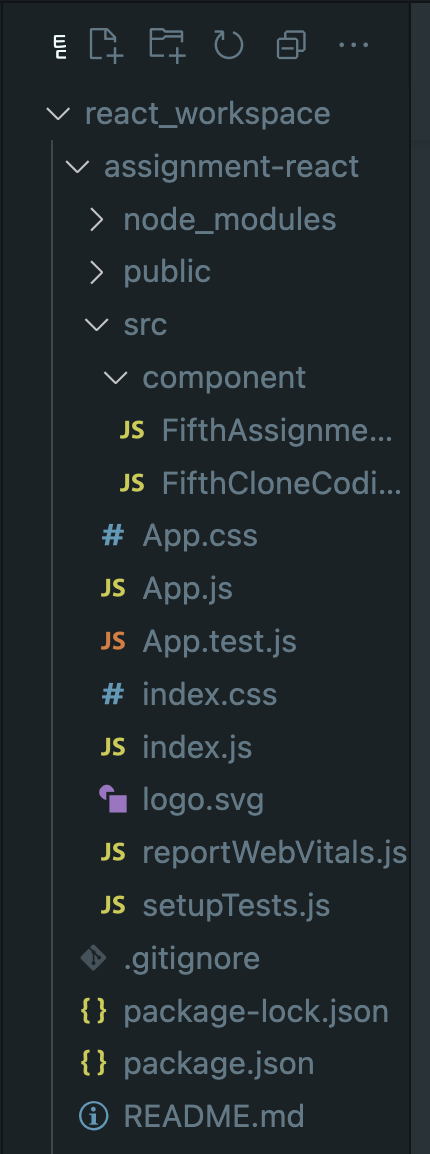 react_workspace
assignment-react
node_modules
public
src
component
JS FifthAssignme...
JS FifthCloneCodi...
# App.css
JS App.js
JS App.test.js
# index.css
JS index.js
logo.svg
JS reportWebVitals.js
JS setupTests.js
.gitignore
{} package-lock.json
{} package.json
README.md